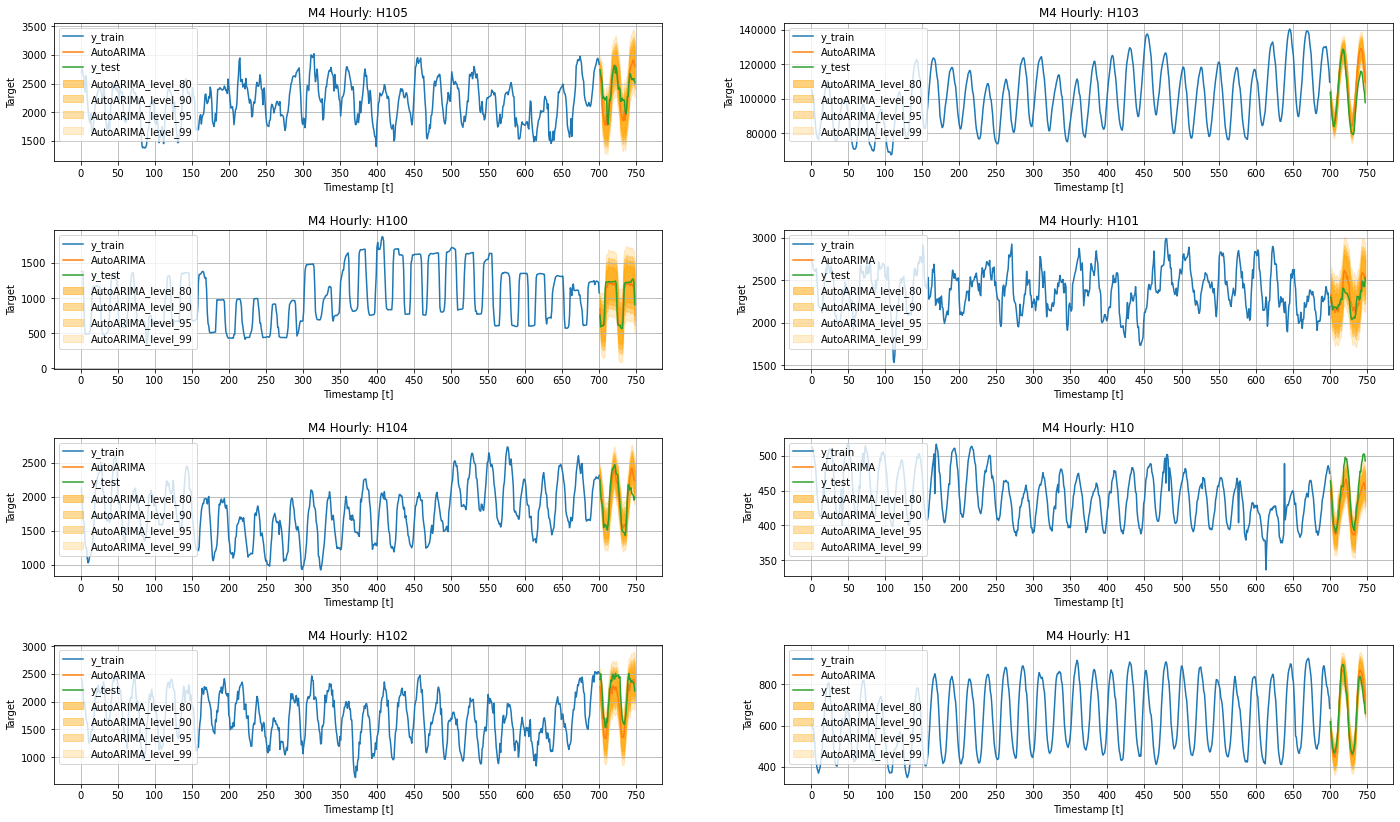 M4 Hourly: H105
3500
3000
2500
2000
1500
Target
y_train
AutoARIMA
y_test
AutoARIMA_level_80
AutoARIMA_level_90
AutoARIMA_level_95
AutoARIMA_level_99
0 50 100 150 200 250 300 350 400 450 500 550 600 650 700 750
Timestamp [t]
M4 Hourly: H103
140000
120000
100000
80000
Target
y_train
AutoARIMA
y_test
AutoARIMA_level_80
AutoARIMA_level_90
AutoARIMA_level_95
AutoARIMA_level_99
0 50 100 150 200 250 300 350 400 450 500 550 600 650 700 750
Timestamp [t]
M4 Hourly: H100
1500
1000
500
0
Target
y_train
AutoARIMA
y_test
AutoARIMA_level_80
AutoARIMA_level_90
AutoARIMA_level_95
AutoARIMA_level_99
0 50 100 150 200 250 300 350 400 450 500 550 600 650 700 750
Timestamp [t]
M4 Hourly: H101
3000
2500
2000
1500
Target
y_train
AutoARIMA
y_test
AutoARIMA_level_80
AutoARIMA_level_90
AutoARIMA_level_95
AutoARIMA_level_99
0 50 100 150 200 250 300 350 400 450 500 550 600 650 700 750
Timestamp [t]
M4 Hourly: H104
2500
2000
1500
1000
Target
y_train
AutoARIMA
y_test
AutoARIMA_level_80
AutoARIMA_level_90
AutoARIMA_level_95
AutoARIMA_level_99
0 50 100 150 200 250 300 350 400 450 500 550 600 650 700 750
Timestamp [t]
M4 Hourly: H10
500
450
400
350
Target
y_train
AutoARIMA
y_test
AutoARIMA_level_80
AutoARIMA_level_90
AutoARIMA_level_95
AutoARIMA_level_99
0 50 100 150 200 250 300 350 400 450 500 550 600 650 700 750
Timestamp [t]
M4 Hourly: H102
3000
2500
2000
1500
1000
Target
y_train
AutoARIMA
y_test
AutoARIMA_level_80
AutoARIMA_level_90
AutoARIMA_level_95
AutoARIMA_level_99
0 50 100 150 200 250 300 350 400 450 500 550 600 650 700 750
Timestamp [t]
M4 Hourly: H1
800
600
400
Target
y_train
AutoARIMA
y_test
AutoARIMA_level_80
AutoARIMA_level_90
AutoARIMA_level_95
AutoARIMA_level_99
0 50 100 150 200 250 300 350 400 450 500 550 600 650 700 750
Timestamp [t]